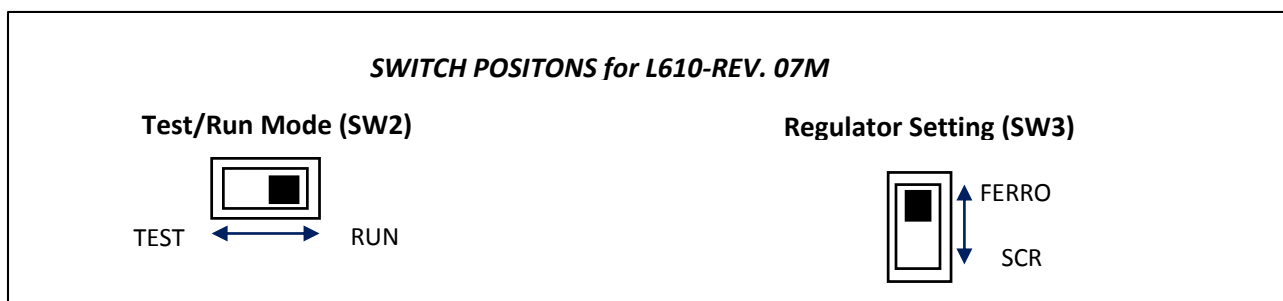 SWITCH POSITONS for L610-REV. 07M
Test/Run Mode (SW2)
Regulator Setting (SW3)
TEST
RUN
FERRO
SCR